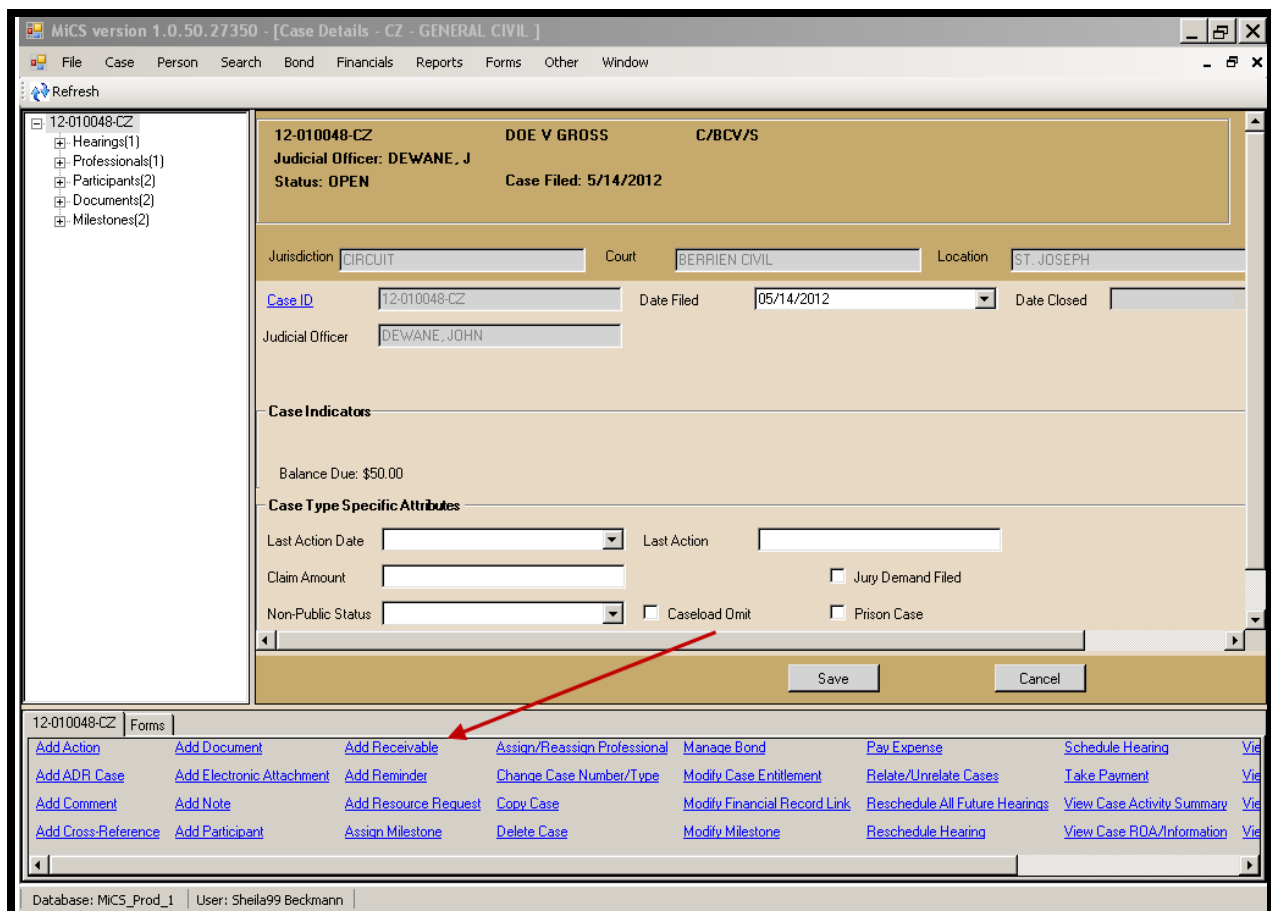 MiCS version 1.0.50.27350 - [Case Details - CZ - GENERAL CIVIL ]
File Case Person Search Bond Financials Reports Forms Other Window
Refresh
12-010048-CZ
Hearings(1)
Professionals(1)
Participants(2)
Documents(2)
Milestones(2)
12-010048-CZ DOE V GROSS C/BCV/S
Judicial Officer: DEWANE, J
Status: OPEN Case Filed: 5/14/2012
Jurisdiction CIRCUIT Court BERRIEN CIVIL Location ST. JOSEPH
Case ID 12-010048-CZ Date Filed 05/14/2012 Date Closed
Judicial Officer DEWANE, JOHN
Case Indicators
Balance Due: $50.00
Case Type Specific Attributes
Last Action Date Last Action
Claim Amount Jury Demand Filed
Non-Public Status Caseload Omit Prison Case
Save Cancel
12-010048-CZ Forms
Add Action Add Document Add Receivable Assign/Reassign Professional Manage Bond Pay Expense Schedule Hearing Vie
Add ADR Case Add Electronic Attachment Add Reminder Change Case Number/Type Modify Case Entitlement Relate/Unrelate Cases Take Payment Vie
Add Comment Add Note Add Resource Request Copy Case Modify Financial Record Link Reschedule All Future Hearings View Case Activity Summary Vie
Add Cross-Reference Add Participant Assign Milestone Delete Case Modify Milestone Reschedule Hearing View Case ROA/Information Vie
Database: MiCS_Prod_1 User: Sheila99 Beckmann